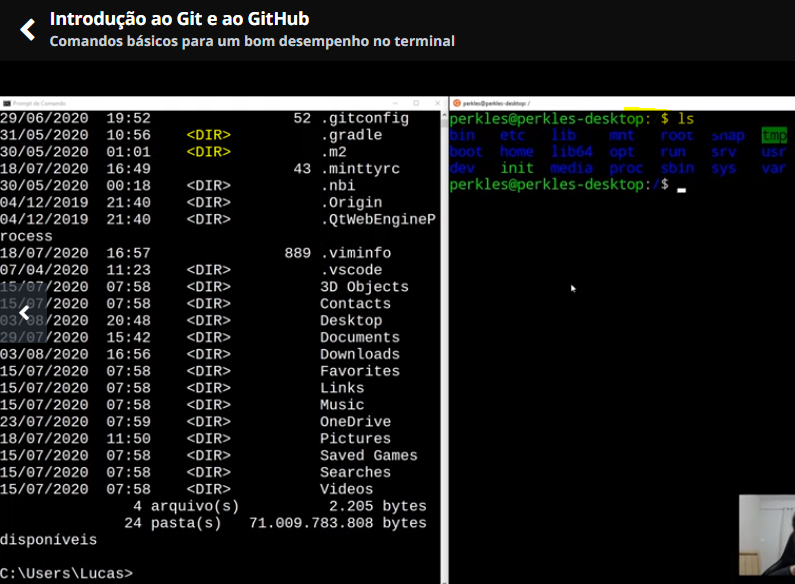 Introdução ao Git e ao GitHub
Comandos básicos para um bom desempenho no terminal
Prompt de Comando
29/06/2020 19:52 52 .gitconfig
31/05/2020 10:56 <DIR> .gradle
30/05/2020 01:01 <DIR> .m2
18/07/2020 16:49 43 .minttyrc
30/05/2020 00:18 <DIR> .nbi
04/12/2019 21:40 <DIR> .Origin
04/12/2019 21:40 <DIR> .QtWebEngineP
rocess
18/07/2020 16:57 889 .viminfo
07/04/2020 11:23 <DIR> .vscode
15/07/2020 07:58 <DIR> 3D Objects
15/07/2020 07:58 <DIR> Contacts
03/08/2020 20:48 <DIR> Desktop
29/07/2020 15:42 <DIR> Documents
03/08/2020 16:56 <DIR> Downloads
15/07/2020 07:58 <DIR> Favorites
15/07/2020 07:58 <DIR> Links
15/07/2020 07:58 <DIR> Music
23/07/2020 07:59 <DIR> OneDrive
18/07/2020 11:50 <DIR> Pictures
15/07/2020 07:58 <DIR> Saved Games
15/07/2020 07:58 <DIR> Searches
15/07/2020 07:58 <DIR> Videos
4 arquivo(s) 2.205 bytes
24 pasta(s) 71.009.783.808 bytes
disponíveis
C:\Users\Lucas>
perkles@perkles-desktop: /
perkles@perkles-desktop: $ ls
bin etc lib mnt root snap tmp
boot home lib64 opt run srv usr
dev init media proc sbin sys var
perkles@perkles-desktop:/$